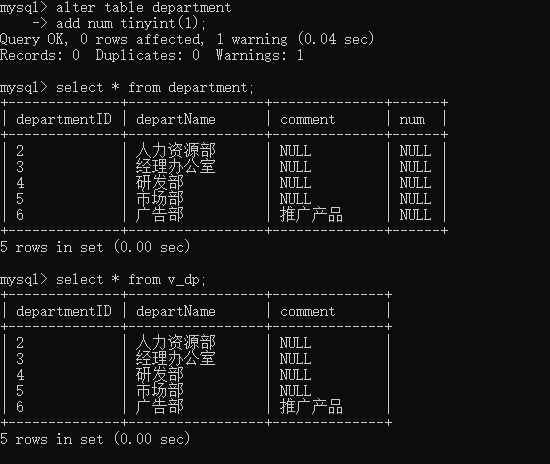 mysql> alter table department
    -> add num tinyint(1);
Query OK, 0 rows affected, 1 warning (0.04 sec)
Records: 0  Duplicates: 0  Warnings: 1
mysql> select * from department;
+--------------+----------------+--------------+------+
| departmentID | departName     | comment      | num  |
+--------------+----------------+--------------+------+
| 2            | 人力资源部     | NULL         | NULL |
| 3            | 经理办公室     | NULL         | NULL |
| 4            | 研发部         | NULL         | NULL |
| 5            | 市场部         | NULL         | NULL |
| 6            | 广告部         | 推广产品     | NULL |
+--------------+----------------+--------------+------+
5 rows in set (0.00 sec)
mysql> select * from v_dp;
+--------------+----------------+--------------+
| departmentID | departName     | comment      |
+--------------+----------------+--------------+
| 2            | 人力资源部     | NULL         |
| 3            | 经理办公室     | NULL         |
| 4            | 研发部         | NULL         |
| 5            | 市场部         | NULL         |
| 6            | 广告部         | 推广产品     |
+--------------+----------------+--------------+
5 rows in set (0.00 sec)